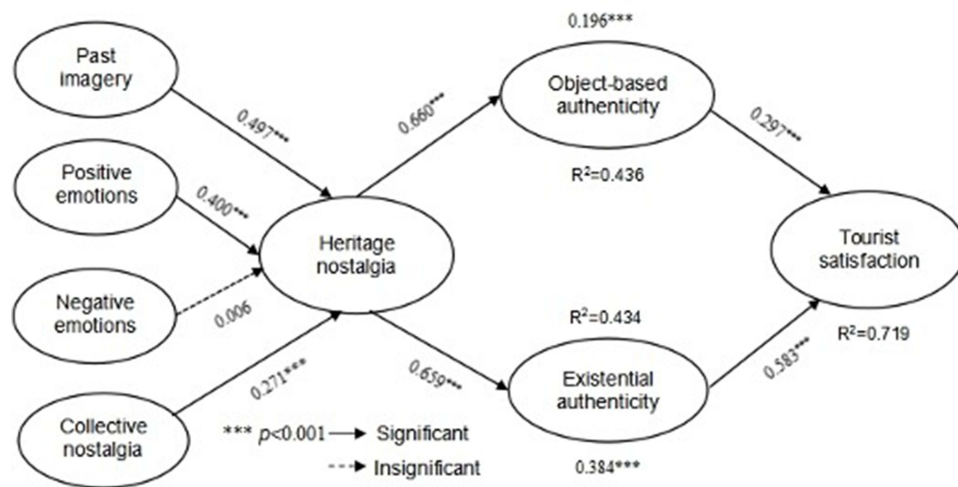 0.196***
Past
imagery
Object-based
authenticity
0.497***
0.660***
0.297***
Positive
emotions
R²=0.436
0.400***
Heritage
nostalgia
Tourist
satisfaction
Negative
emotions
0.006
R²=0.434
R²=0.719
0.271***
0.659***
0.583***
Existential
authenticity
Collective
nostalgia
*** p<0.001 Significant
Insignificant
0.384***